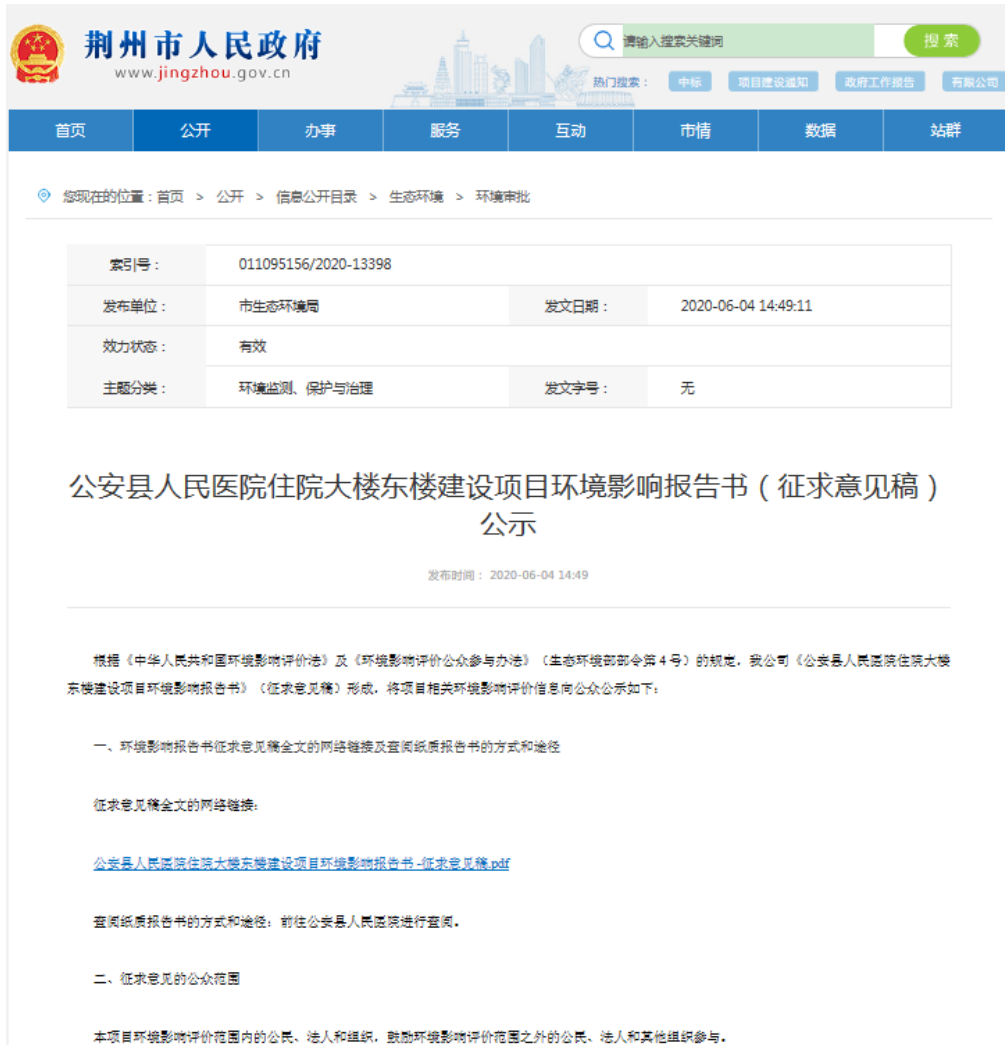 荆州市人民政府
www.jingzhou.gov.cn
请输入搜索关键词
搜 索
热门搜索： 中标 项目建设通知 政府工作报告 有限公司
首页 公开 办事 服务 互动 市情 数据 站群
您现在的位置：首页 > 公开 > 信息公开目录 > 生态环境 > 环境审批
索引号： 011095156/2020-13398
发布单位： 市生态环境局 发文日期： 2020-06-04 14:49:11
效力状态： 有效
主题分类： 环境监测、保护与治理 发文字号： 无
公安县人民医院住院大楼东楼建设项目环境影响报告书（征求意见稿）
公示
发布时间： 2020-06-04 14:49
根据《中华人民共和国环境影响评价法》及《环境影响评价公众参与办法》（生态环境部部令第 4 号）的规定，我公司《公安县人民医院住院大楼
东楼建设项目环境影响报告书》（征求意见稿）形成，将项目相关环境影响评价信息向公众公示如下：
一、环境影响报告书征求意见稿全文的网络链接及查阅纸质报告书的方式和途径
征求意见稿全文的网络链接：
公安县人民医院住院大楼东楼建设项目环境影响报告书-征求意见稿.pdf
查阅纸质报告书的方式和途径：前往公安县人民医院进行查阅。
二、征求意见的公众范围
本项目环境影响评价范围内的公民、法人和组织，鼓励环境影响评价范围之外的公民、法人和其他组织参与。